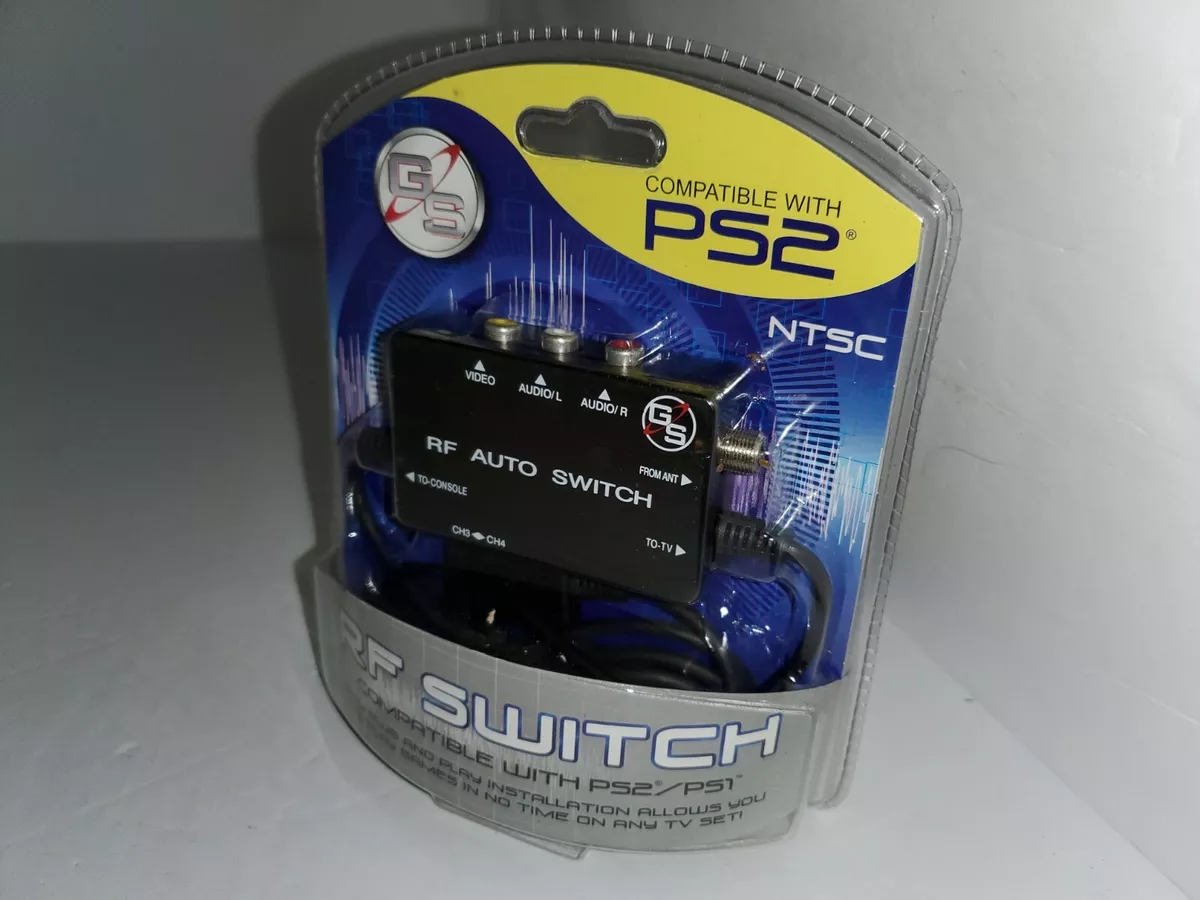 GS
COMPATIBLE WITH
PS2®
NTSC
VIDEO
AUDIO/L
AUDIO/R
GS
RF AUTO SWITCH
FROM ANT
TO-CONSOLE
CH3 CH4
TO-TV
RF SWITCH
COMPATIBLE WITH PS2®/PS1™
AND PLAY INSTALLATION ALLOWS YOU
GAMES IN NO TIME ON ANY TV SET!